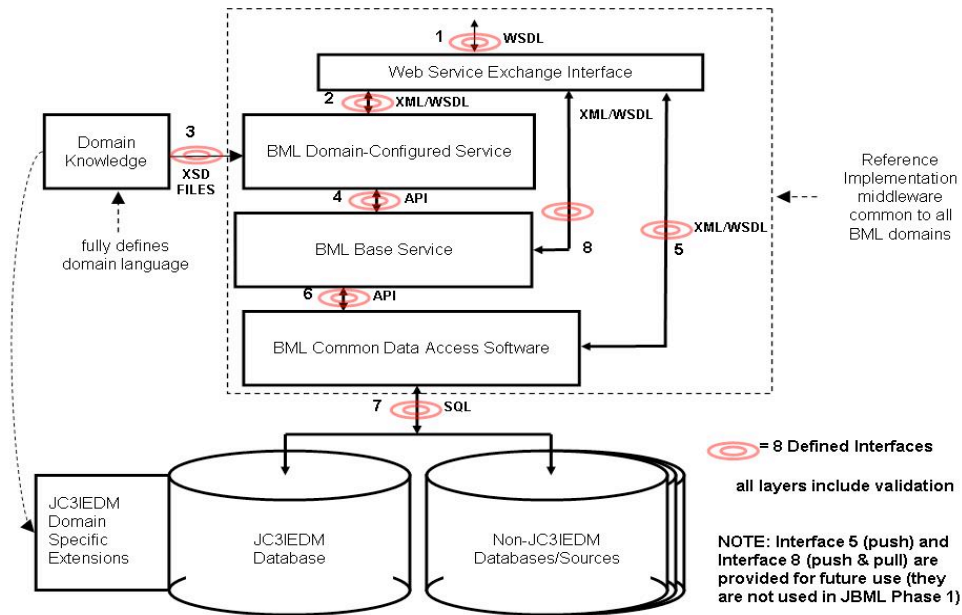 1
WSDL
Web Service Exchange Interface
2
XML/WSDL
XML/WSDL
Domain
Knowledge
3
XSD
FILES
BML Domain-Configured Service
Reference
Implementation
middleware
common to all
BML domains
4
API
fully defines
domain language
BML Base Service
8
XML/WSDL
5
6
API
BML Common Data Access Software
7
SQL
= 8 Defined Interfaces
all layers include validation
JC3IEDM
Domain
Specific
Extensions
JC3IEDM
Database
Non-JC3IEDM
Databases/Sources
NOTE: Interface 5 (push) and
Interface 8 (push & pull) are
provided for future use (they
are not used in JBML Phase 1)